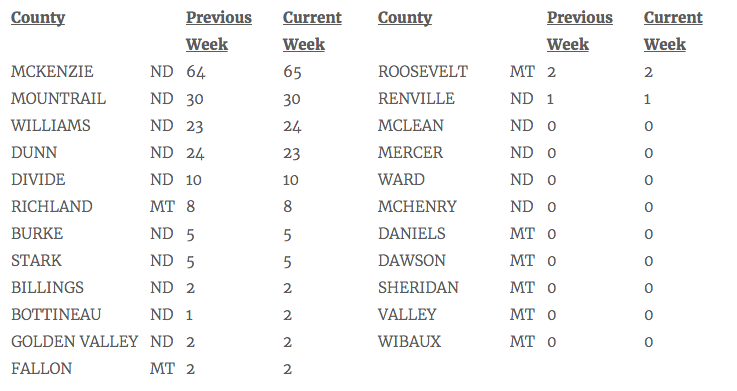 County Previous Current County Previous Current
Week Week Week Week
MCKENZIE ND 64 65 ROOSEVELT MT 2 2
MOUNTRAIL ND 30 30 RENVILLE ND 1 1
WILLIAMS ND 23 24 MCLEAN ND 0 0
DUNN ND 24 23 MERCER ND 0 0
DIVIDE ND 10 10 WARD ND 0 0
RICHLAND MT 8 8 MCHENRY ND 0 0
BURKE ND 5 5 DANIELS MT 0 0
STARK ND 5 5 DAWSON MT 0 0
BILLINGS ND 2 2 SHERIDAN MT 0 0
BOTTINEAU ND 1 2 VALLEY MT 0 0
GOLDEN VALLEY ND 2 2 WIBAUX MT 0 0
FALLON MT 2 2